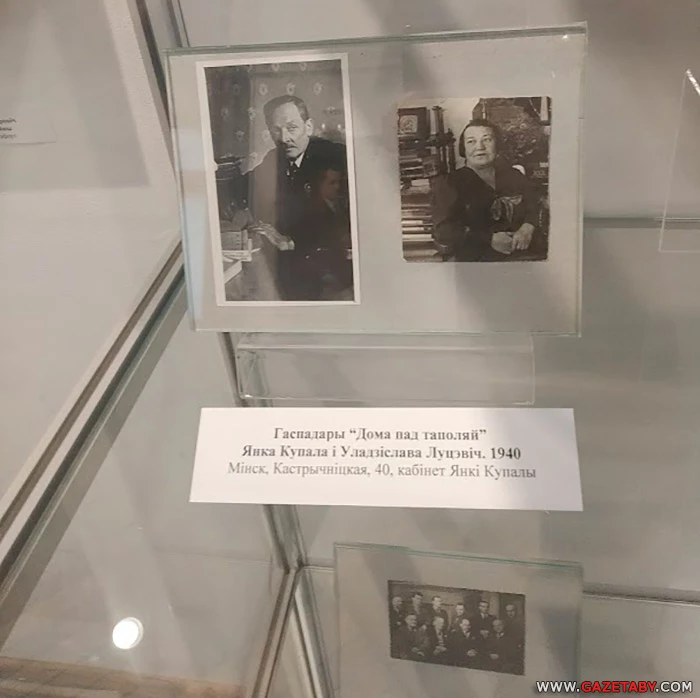 Гаспадары “Дома пад таполяй”
Янка Купала і Уладзіслава Луцэвіч. 1940
Мінск, Кастрычніцкая, 40, кабінет Янкі Купалы
WWW.GAZETABY.COM